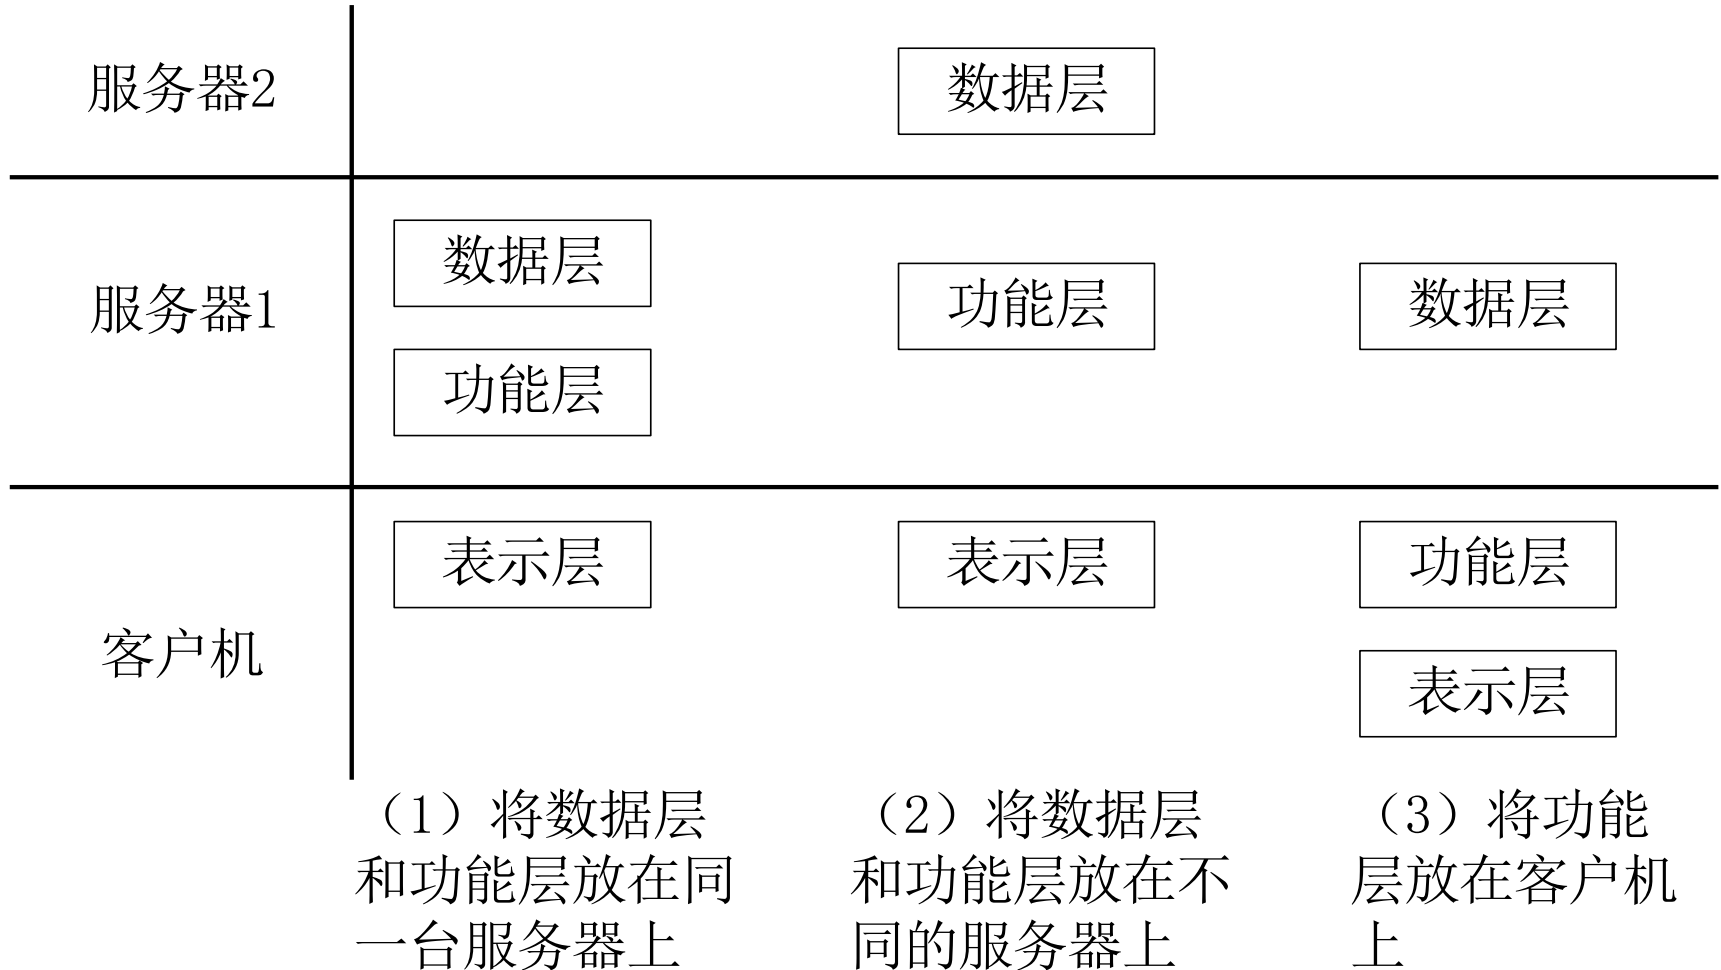 服务器2
数据层
服务器1
数据层
功能层
数据层
功能层
客户机
表示层
表示层
功能层
表示层
（1）将数据层
和功能层放在同
一台服务器上
（2）将数据层
和功能层放在不
同的服务器上
（3）将功能
层放在客户机
上